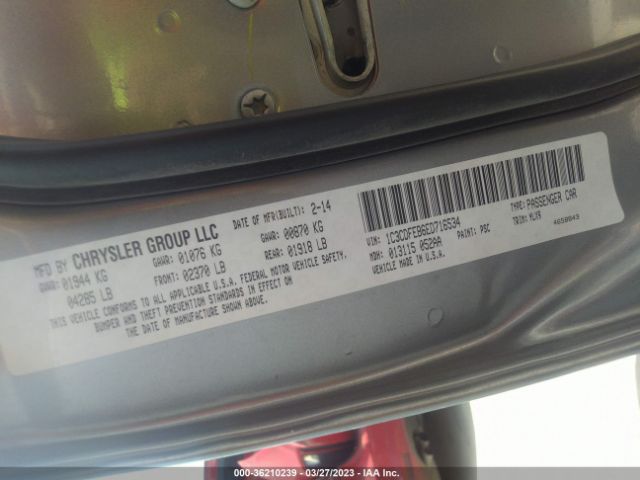 MFD BY CHRYSLER GROUP LLC
DATE OF MFR(BUILT): 2-14
GVWR: 01944 KG
04285 LB
GAWR: 01076 KG
FRONT: 02370 LB
GAWR: 00870 KG
REAR: 01918 LB
THIS VEHICLE CONFORMS TO ALL APPLICABLE U.S.A. FEDERAL MOTOR VEHICLE SAFETY,
BUMPER AND THEFT PREVENTION STANDARDS IN EFFECT ON
THE DATE OF MANUFACTURE SHOWN ABOVE.
VIN: 1C3CDFEB6ED716534
TYPE: PASSENGER CAR
MDH: 013115 052AA
PAINT: PSC
TRIM: MLX9
VEHICLE MADE IN U.S.A.
4658043
000-36210239 — 03/27/2023 — IAA Inc.